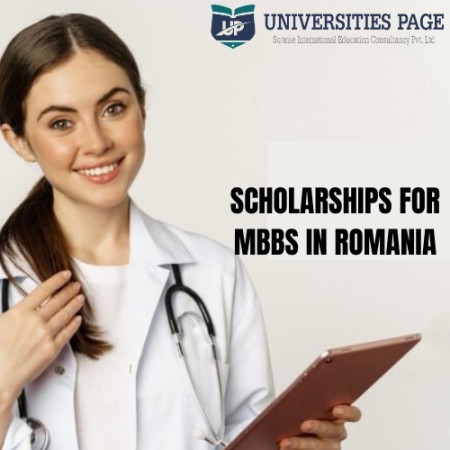 UP
UNIVERSITIES PAGE
Sunrise International Education Consultancy Pvt. Ltd
SCHOLARSHIPS FOR
MBBS IN ROMANIA